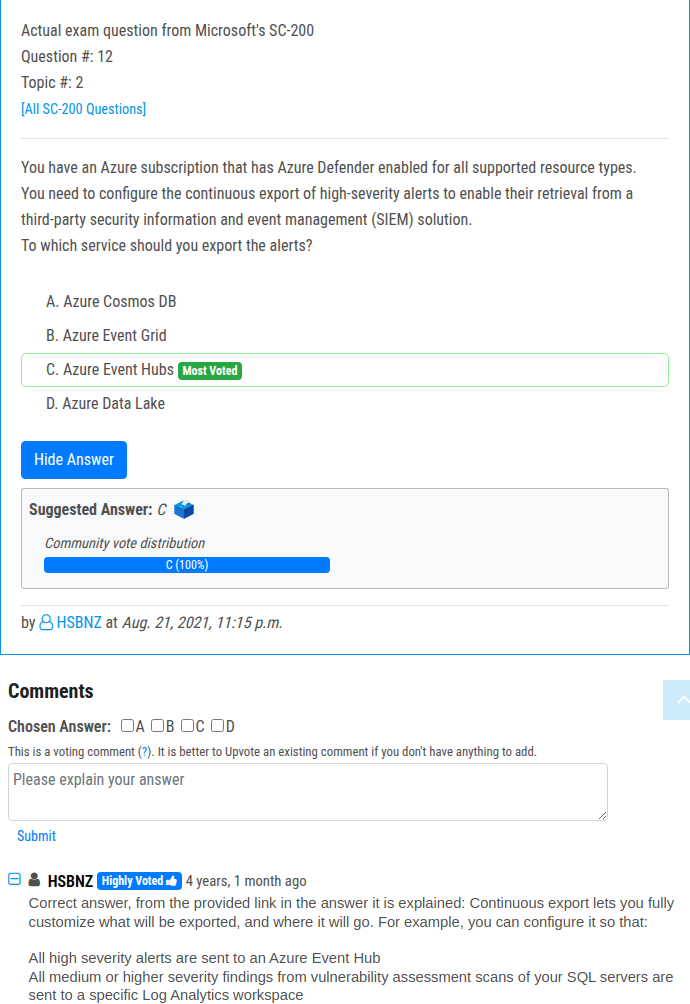 Actual exam question from Microsoft's SC-200
Question #: 12
Topic #: 2
[All SC-200 Questions]
You have an Azure subscription that has Azure Defender enabled for all supported resource types.
You need to configure the continuous export of high-severity alerts to enable their retrieval from a
third-party security information and event management (SIEM) solution.
To which service should you export the alerts?
A. Azure Cosmos DB
B. Azure Event Grid
C. Azure Event Hubs Most Voted
D. Azure Data Lake
Hide Answer
Suggested Answer: C
Community vote distribution
C (100%)
by HSBNZ at Aug. 21, 2021, 11:15 p.m.
Comments
Chosen Answer: A B C D
This is a voting comment (?). It is better to Upvote an existing comment if you don't have anything to add.
Please explain your answer
Submit
HSBNZ Highly Voted 4 years, 1 month ago
Correct answer, from the provided link in the answer it is explained: Continuous export lets you fully
customize what will be exported, and where it will go. For example, you can configure it so that:
All high severity alerts are sent to an Azure Event Hub
All medium or higher severity findings from vulnerability assessment scans of your SQL servers are
sent to a specific Log Analytics workspace